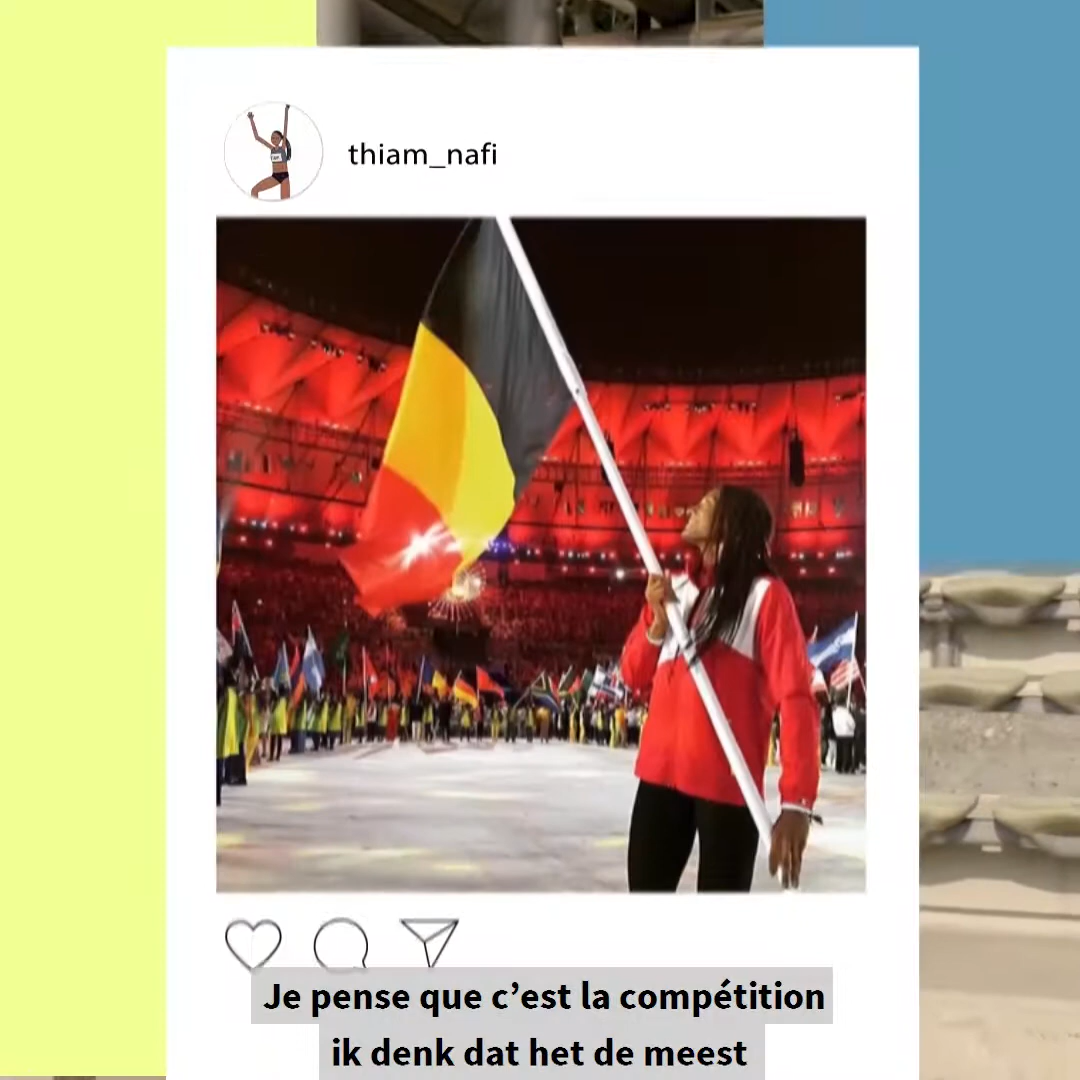 thiam_nafi
Je pense que c’est la compétition
ik denk dat het de meest